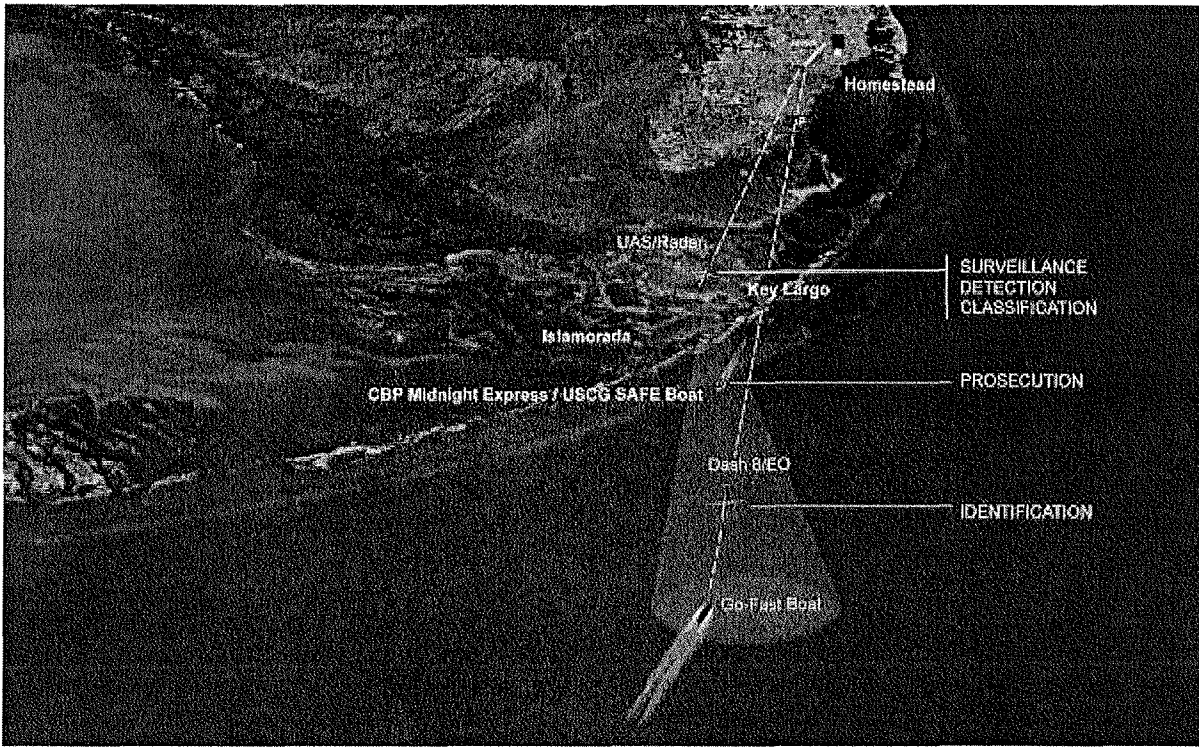 Homestead
UAS/Radar
SURVEILLANCE
DETECTION
CLASSIFICATION
Key Largo
Islamorada
CBP Midnight Express / USCG SAFE Boat
PROSECUTION
Dash 8/EO
IDENTIFICATION
Go-Fast Boat